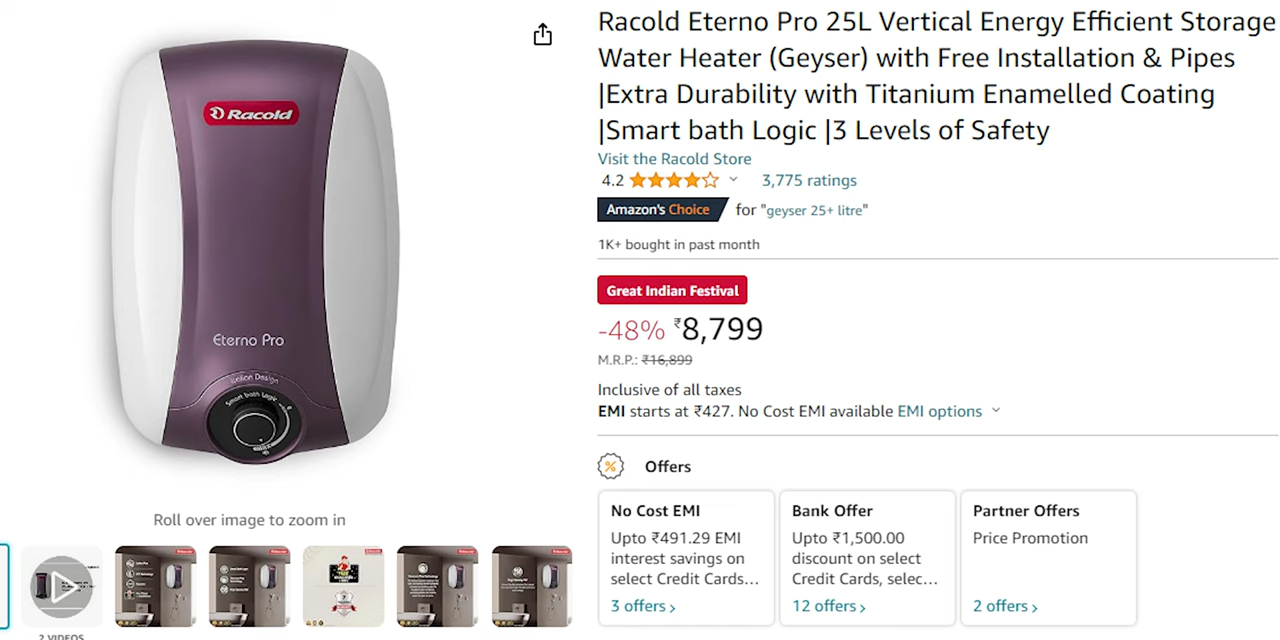 Racold
Eterno Pro
Ionion Design
Smart bath Logic
Roll over image to zoom in
2 VIDEOS
Racold Eterno Pro 25L Vertical Energy Efficient Storage
Water Heater (Geyser) with Free Installation & Pipes
|Extra Durability with Titanium Enamelled Coating
|Smart bath Logic |3 Levels of Safety
Visit the Racold Store
4.2
3,775 ratings
Amazon's Choice for "geyser 25+ litre"
1K+ bought in past month
Great Indian Festival
-48% ₹8,799
M.R.P.: ₹16,899
Inclusive of all taxes
EMI starts at ₹427. No Cost EMI available EMI options
Offers
No Cost EMI
Upto ₹491.29 EMI
interest savings on
select Credit Cards…
3 offers ›
Bank Offer
Upto ₹1,500.00
discount on select
Credit Cards, selec…
12 offers ›
Partner Offers
Price Promotion
2 offers ›